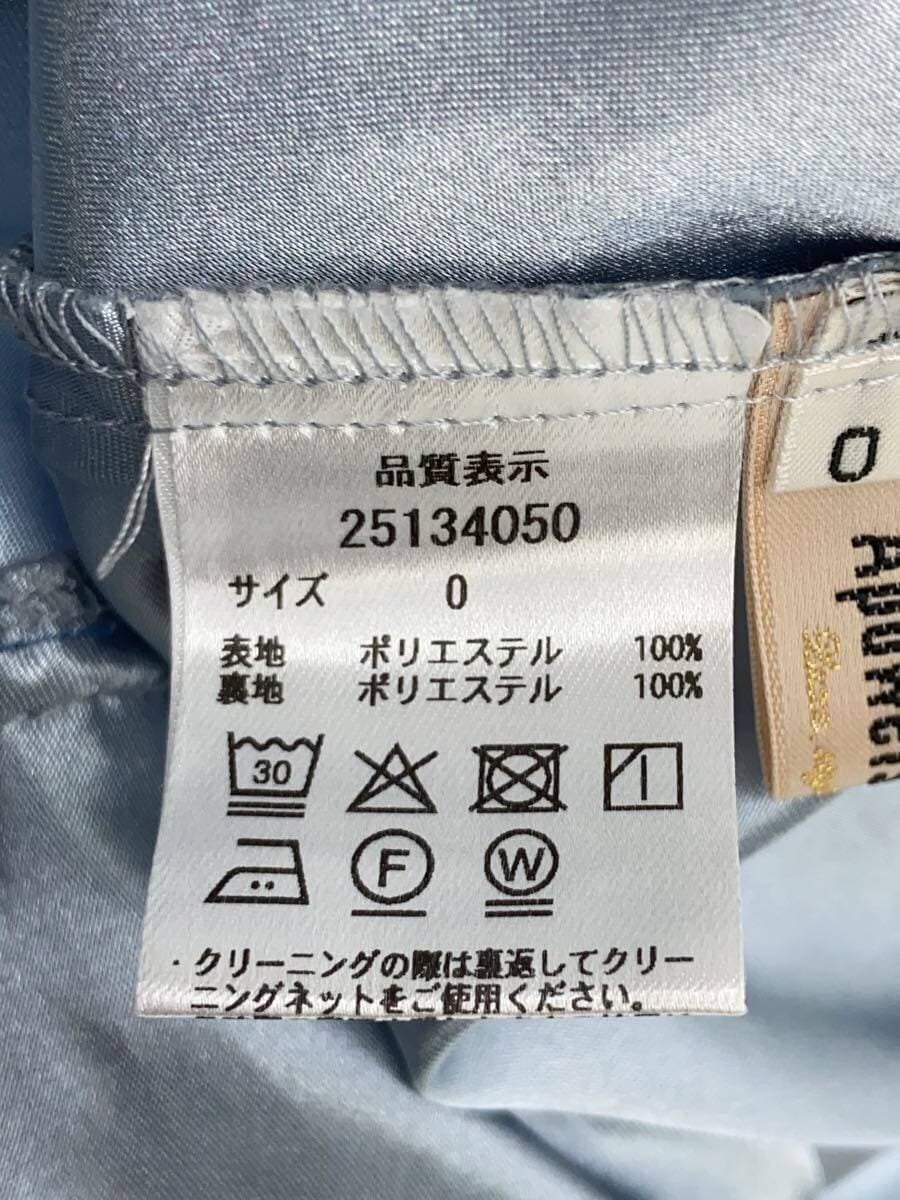 品質表示
25134050
サイズ 0
表地 ポリエステル 100%
裏地 ポリエステル 100%
30
F
W
・クリーニングの際は裏返してクリー
ニングネットをご使用ください。
0